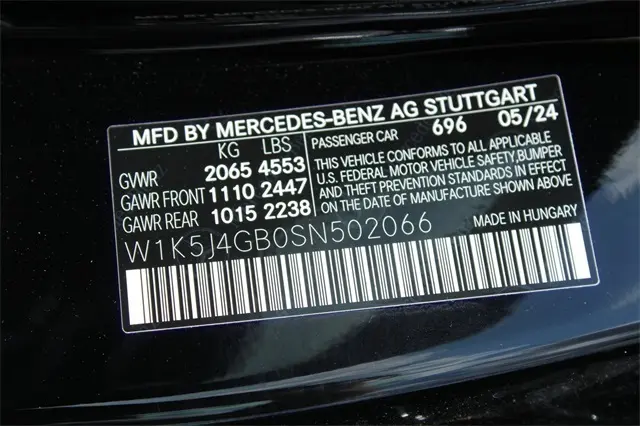 MFD BY MERCEDES-BENZ AG STUTTGART
KG LBS
GVWR 2065 4553
GAWR FRONT 1110 2447
GAWR REAR 1015 2238
PASSENGER CAR 696 05/24
THIS VEHICLE CONFORMS TO ALL APPLICABLE
U.S. FEDERAL MOTOR VEHICLE SAFETY, BUMPER
AND THEFT PREVENTION STANDARDS IN EFFECT
ON THE DATE OF MANUFACTURE SHOWN ABOVE.
W1K5J4GB0SN502066
MADE IN HUNGARY